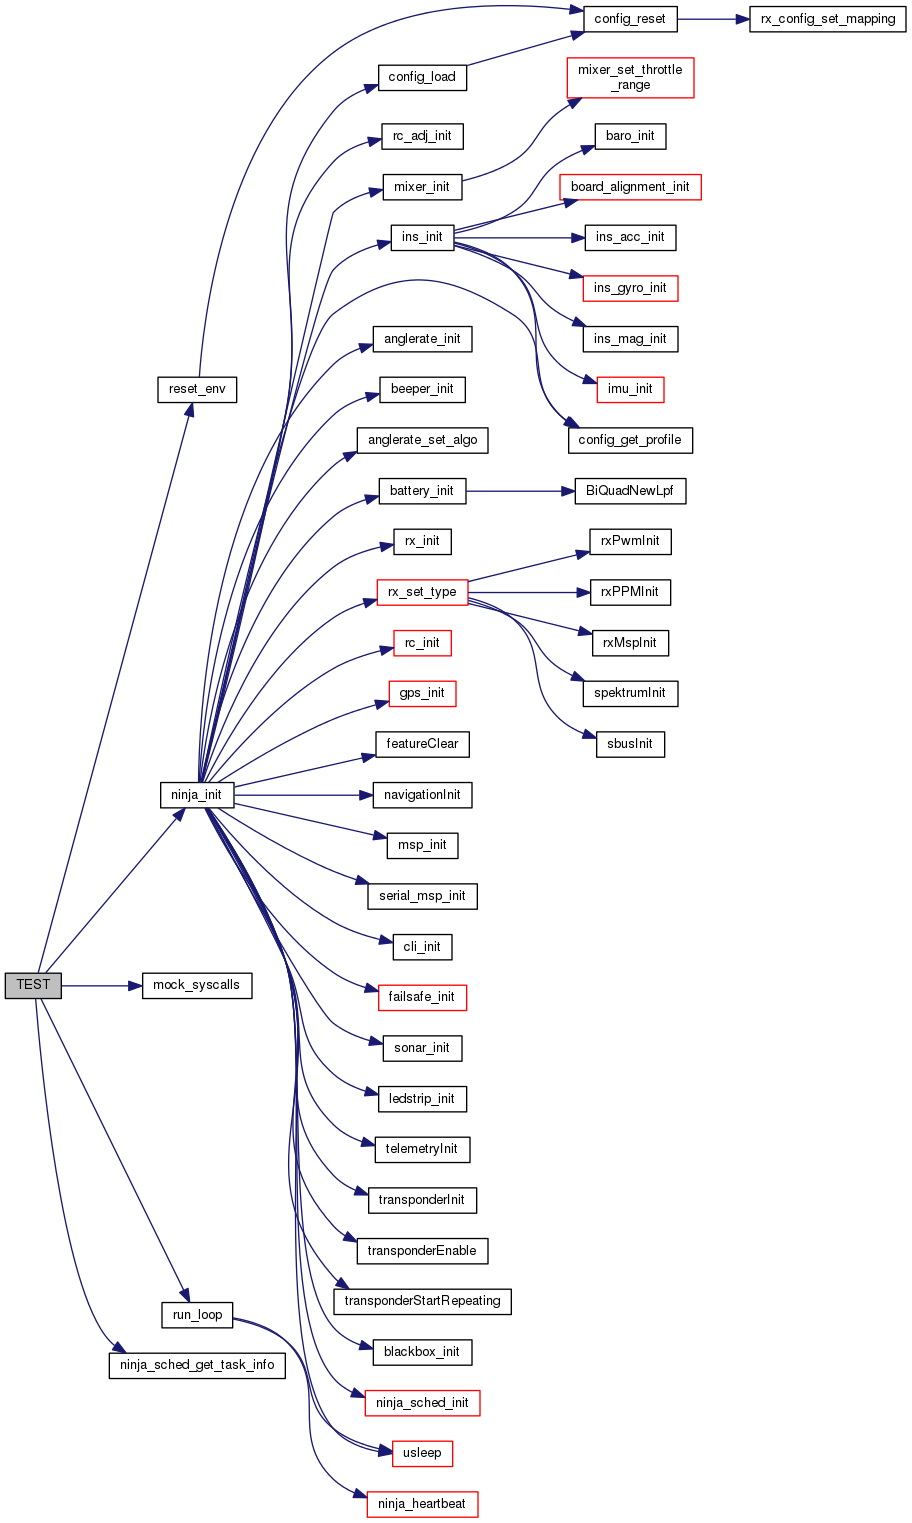 config_reset
rx_config_set_mapping
config_load
mixer_set_throttle
_range
rc_adj_init
baro_init
mixer_init
board_alignment_init
ins_init
ins_acc_init
ins_gyro_init
anglerate_init
ins_mag_init
reset_env
beeper_init
imu_init
anglerate_set_algo
config_get_profile
battery_init
BiQuadNewLpf
rx_init
rxPwmInit
rx_set_type
rxPPMInit
rc_init
rxMspInit
gps_init
spektrumInit
featureClear
sbusInit
ninja_init
navigationInit
msp_init
serial_msp_init
cli_init
TEST
mock_syscalls
failsafe_init
sonar_init
ledstrip_init
telemetryInit
transponderInit
transponderEnable
run_loop
transponderStartRepeating
ninja_sched_get_task_info
blackbox_init
ninja_sched_init
usleep
ninja_heartbeat